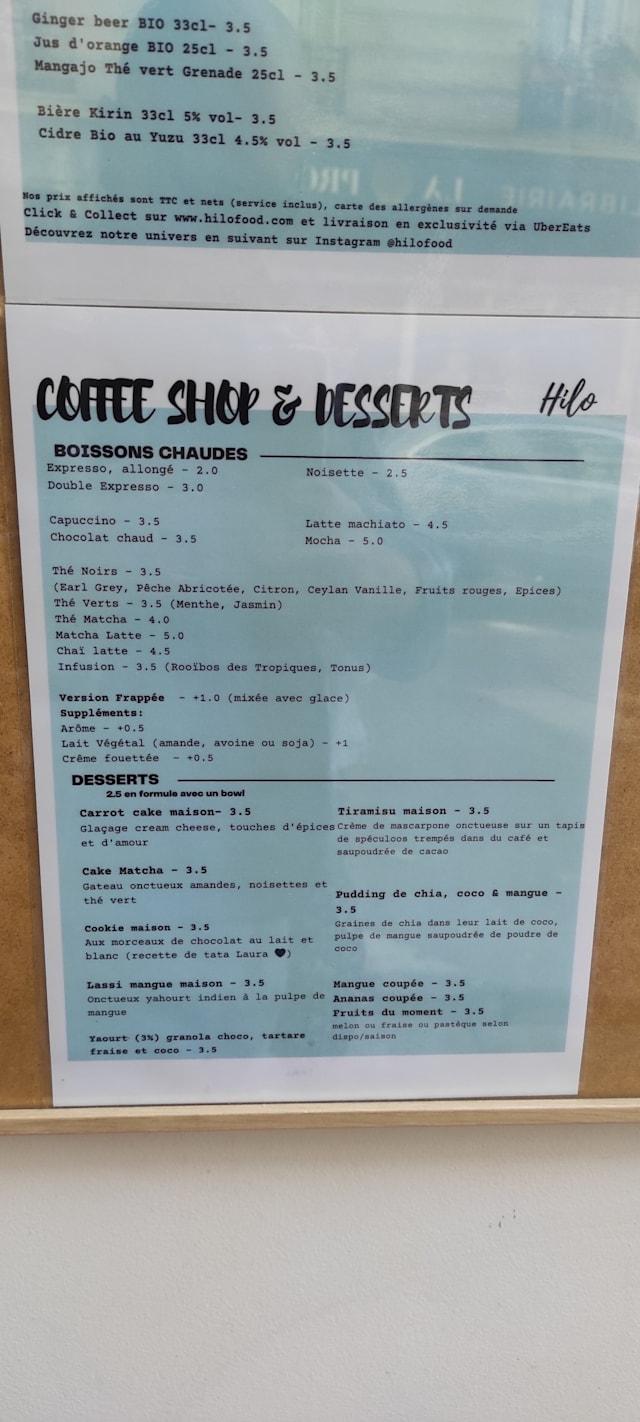 Ginger beer BIO 33cl- 3.5
Jus d'orange BIO 25cl - 3.5
Mangajo Thé vert Grenade 25cl - 3.5
Bière Kirin 33cl 5% vol- 3.5
Cidre Bio au Yuzu 33cl 4.5% vol - 3.5
Nos prix affichés sont TTC et nets (service inclus), carte des allergènes sur demande
Click & Collect sur www.hilofood.com et livraison en exclusivité via UberEats
Découvrez notre univers en suivant sur Instagram @hilofood
COFFEE SHOP & DESSERTS
Hilo
BOISSONS CHAUDES
Expresso, allongé - 2.0
Double Expresso - 3.0
Noisette - 2.5
Capuccino - 3.5
Chocolat chaud - 3.5
Latte machiato - 4.5
Mocha - 5.0
Thé Noirs - 3.5
(Earl Grey, Pêche Abricotée, Citron, Ceylan Vanille, Fruits rouges, Epices)
Thé Verts - 3.5 (Menthe, Jasmin)
Thé Matcha - 4.0
Matcha Latte - 5.0
Chaï latte - 4.5
Infusion - 3.5 (Rooïbos des Tropiques, Tonus)
Version Frappée - +1.0 (mixée avec glace)
Suppléments:
Arôme - +0.5
Lait Végétal (amande, avoine ou soja) - +1
Crême fouettée - +0.5
DESSERTS
2.5 en formule avec un bowl
Carrot cake maison- 3.5
Glaçage cream cheese, touches d'épices
et d'amour
Cake Matcha - 3.5
Gateau onctueux amandes, noisettes et
thé vert
Cookie maison - 3.5
Aux morceaux de chocolat au lait et
blanc (recette de tata Laura 🖤)
Lassi mangue maison - 3.5
Onctueux yahourt indien à la pulpe de
mangue
Yaourt (3%) granola choco, tartare
fraise et coco - 3.5
Tiramisu maison - 3.5
Crème de mascarpone onctueuse sur un tapis
de spéculoos trempés dans du café et
saupoudrée de cacao
Pudding de chia, coco & mangue -
3.5
Graines de chia dans leur lait de coco,
pulpe de mangue saupoudrée de poudre de
coco
Mangue coupée - 3.5
Ananas coupée - 3.5
Fruits du moment - 3.5
melon ou fraise ou pastèque selon
dispo/saison